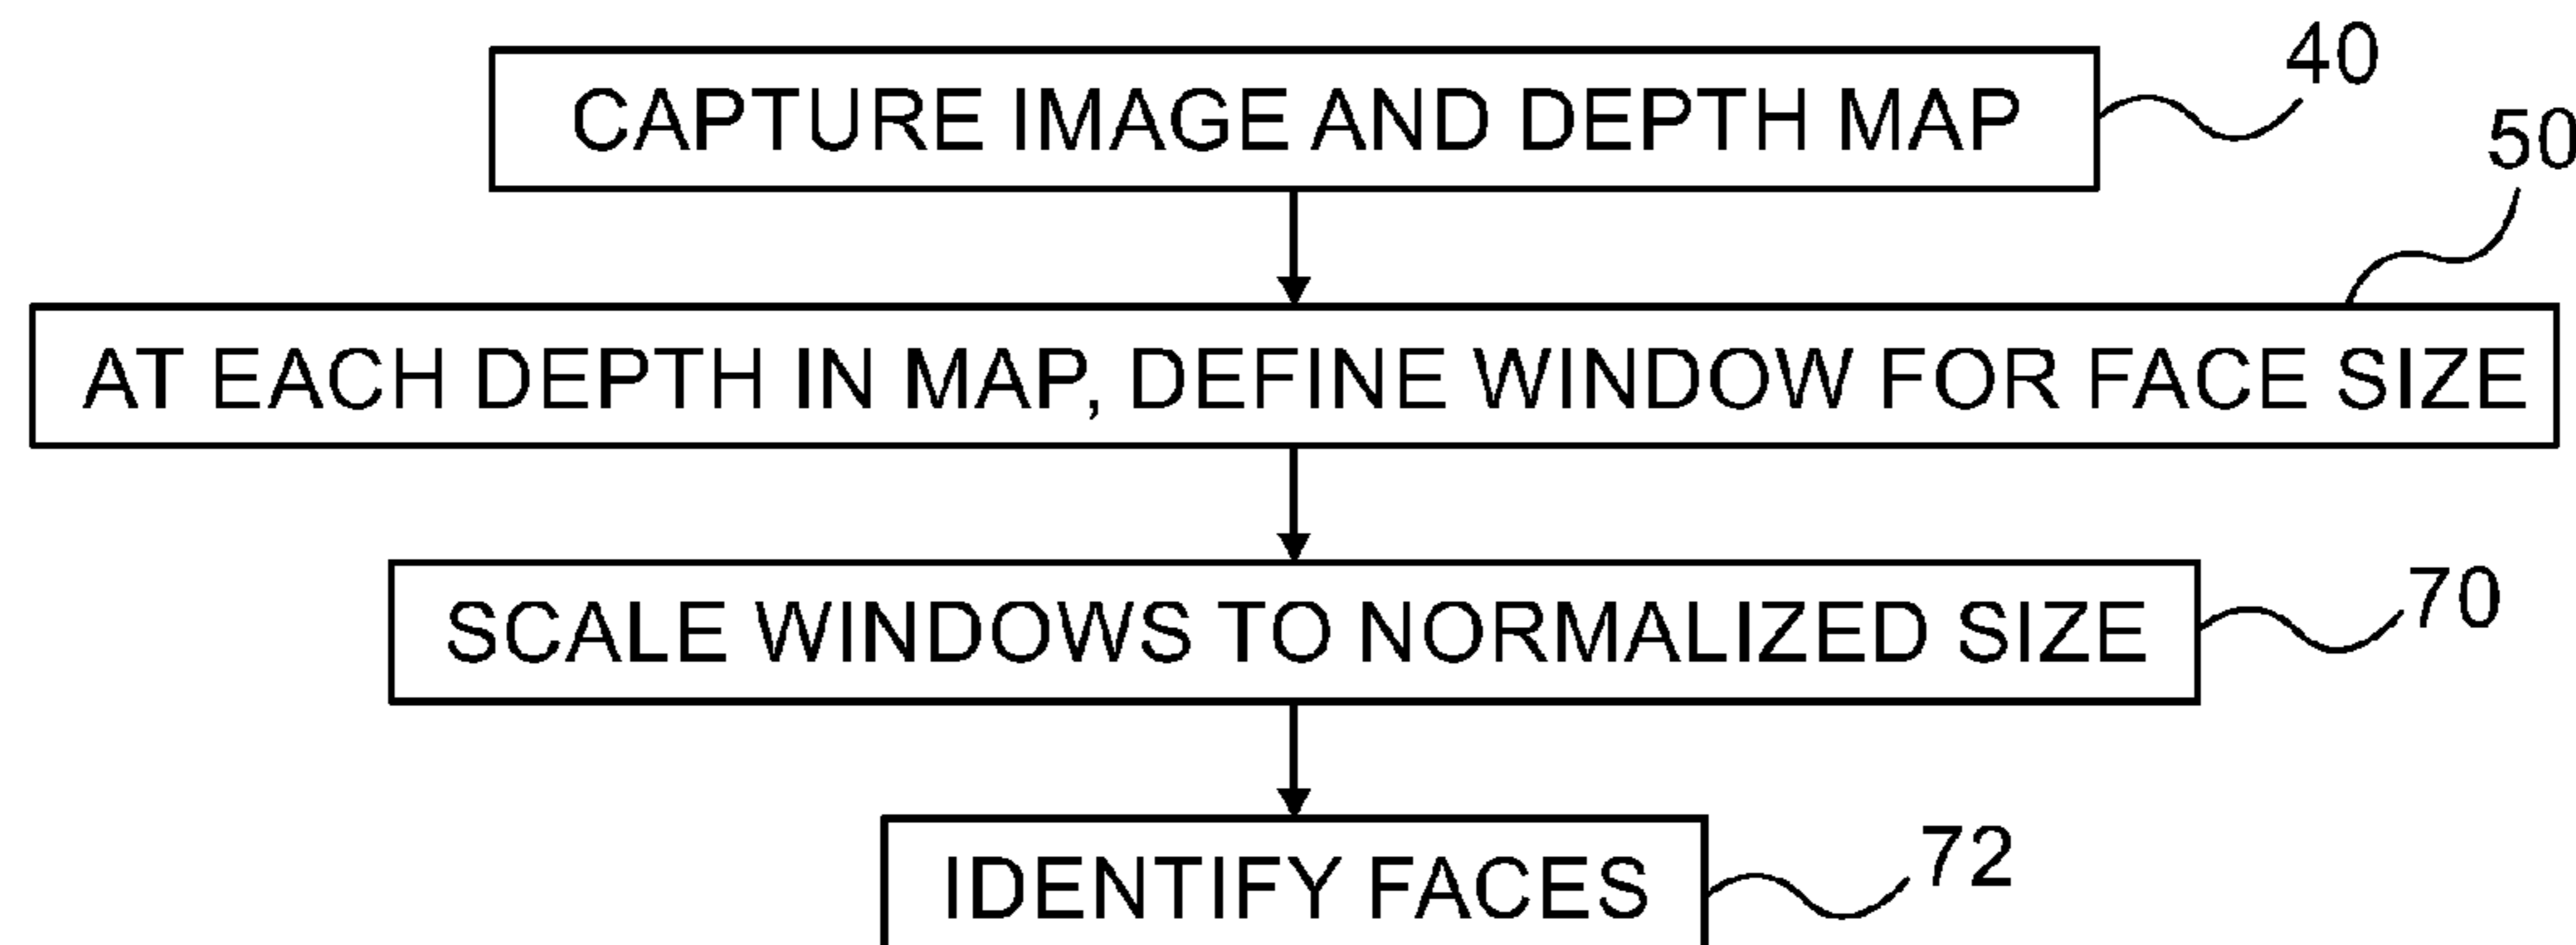 CAPTURE IMAGE AND DEPTH MAP
40
50
AT EACH DEPTH IN MAP, DEFINE WINDOW FOR FACE SIZE
SCALE WINDOWS TO NORMALIZED SIZE
70
IDENTIFY FACES
72